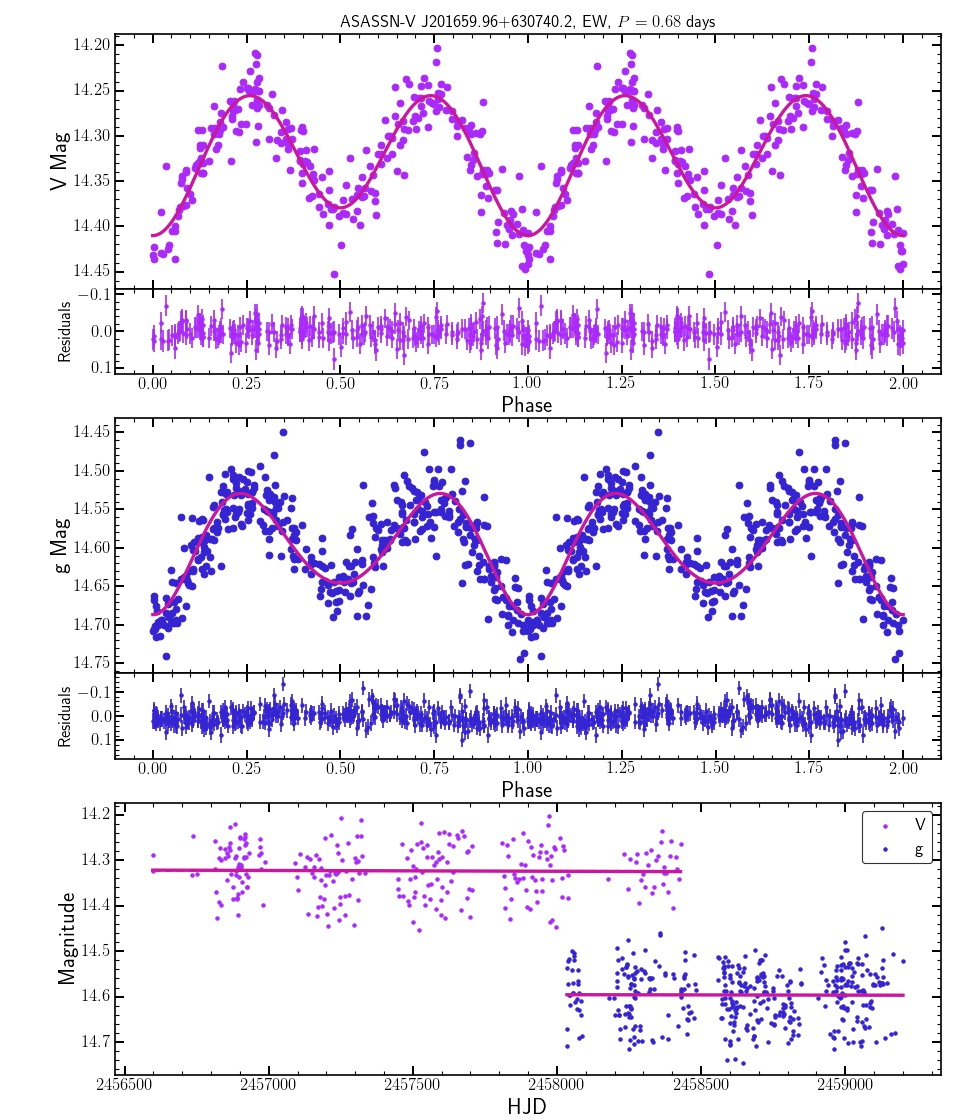 ASASSN-V J201659.96+630740.2, EW, P = 0.68 days
14.20
14.25
14.30
14.35
14.40
14.45
V Mag
−0.1
0.0
0.1
Residuals
0.00 0.25 0.50 0.75 1.00 1.25 1.50 1.75 2.00
Phase
14.45
14.50
14.55
14.60
14.65
14.70
14.75
g Mag
−0.1
0.0
0.1
Residuals
0.00 0.25 0.50 0.75 1.00 1.25 1.50 1.75 2.00
Phase
14.2
14.3
14.4
14.5
14.6
14.7
Magnitude
V
g
2456500 2457000 2457500 2458000 2458500 2459000
HJD